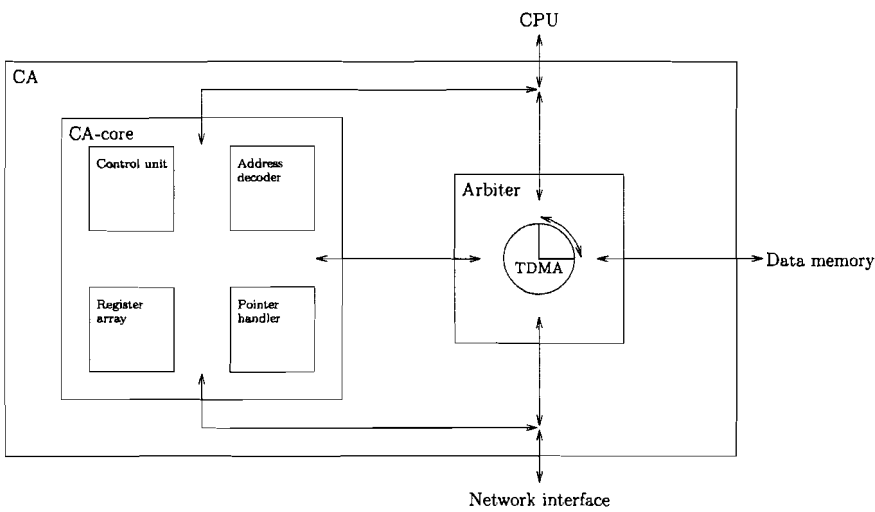 CPU
CA
CA-core
Control unit
Address
decoder
Arbiter
TDMA
Data memory
Register
array
Pointer
handler
Network interface